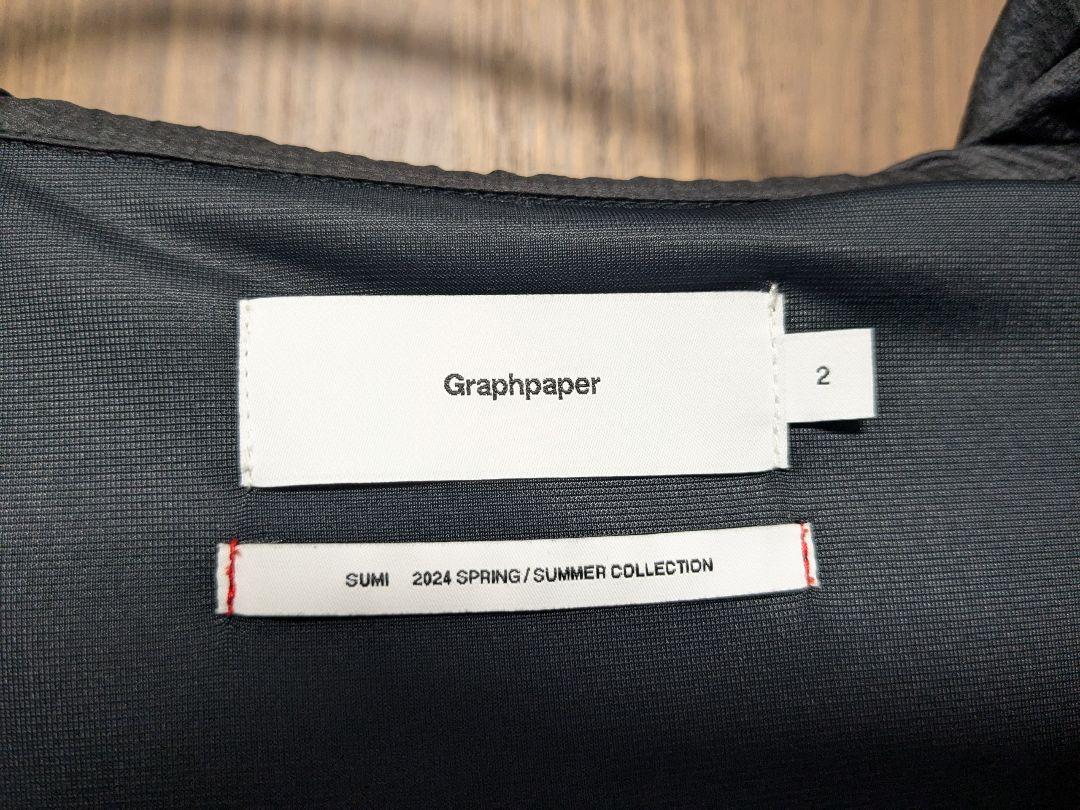 Graphpaper
2
SUMI 2024 SPRING / SUMMER COLLECTION